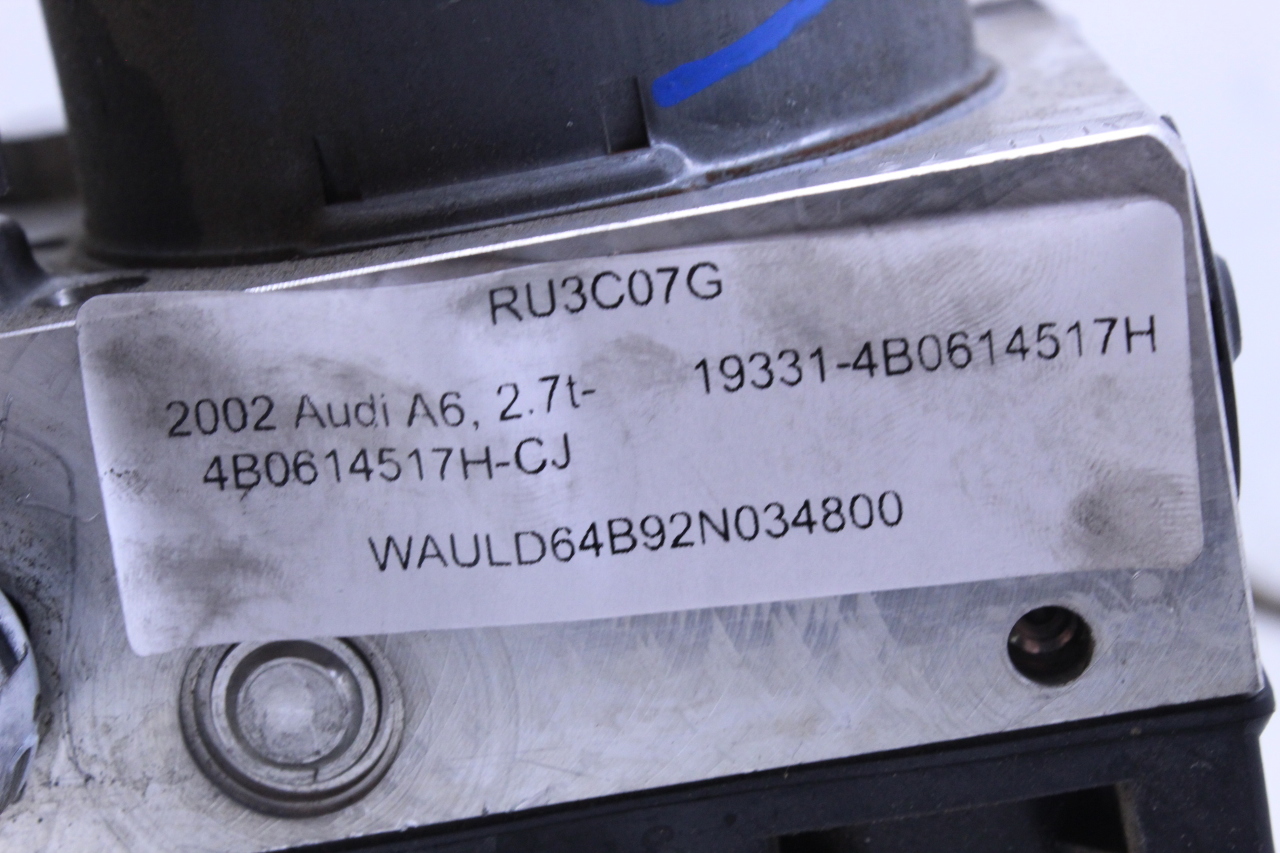 RU3C07G
2002 Audi A6, 2.7t- 19331-4B0614517H
4B0614517H-CJ
WAULD64B92N034800